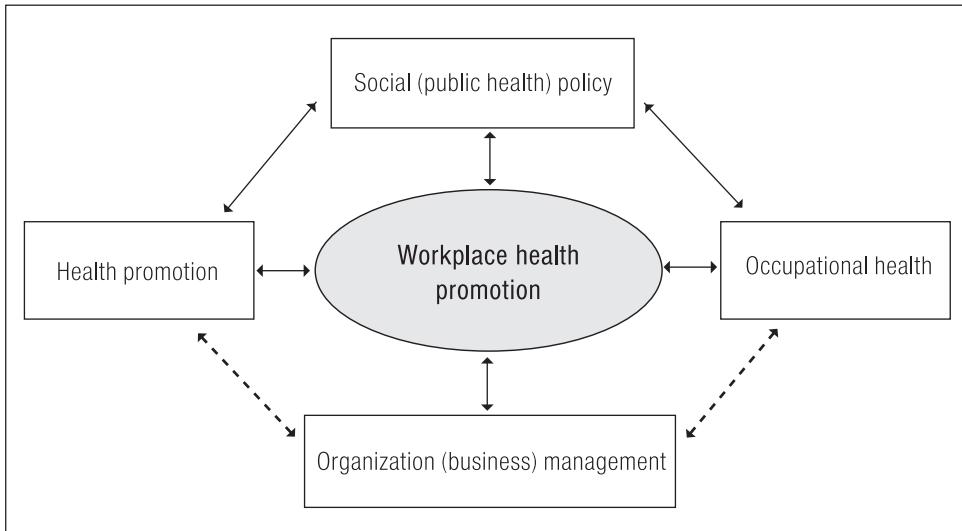 Social (public health) policy
Health promotion
Workplace health
promotion
Occupational health
Organization (business) management